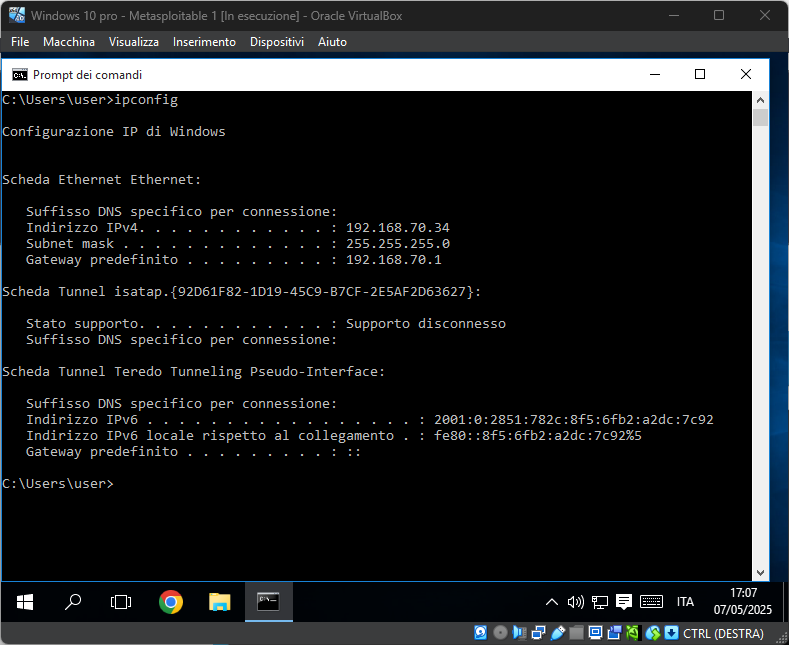 Windows 10 pro - Metasploitable 1 [In esecuzione] - Oracle VirtualBox
File Macchina Visualizza Inserimento Dispositivi Aiuto
Prompt dei comandi
C:\Users\user>ipconfig
Configurazione IP di Windows
Scheda Ethernet Ethernet:
Suffisso DNS specifico per connessione:
Indirizzo IPv4. . . . . . . . . . . . : 192.168.70.34
Subnet mask . . . . . . . . . . . . . : 255.255.255.0
Gateway predefinito . . . . . . . . . : 192.168.70.1
Scheda Tunnel isatap.{92D61F82-1D19-45C9-B7CF-2E5AF2D63627}:
Stato supporto. . . . . . . . . . . . : Supporto disconnesso
Suffisso DNS specifico per connessione:
Scheda Tunnel Teredo Tunneling Pseudo-Interface:
Suffisso DNS specifico per connessione:
Indirizzo IPv6 . . . . . . . . . . . . . . . . . : 2001:0:2851:782c:8f5:6fb2:a2dc:7c92
Indirizzo IPv6 locale rispetto al collegamento . : fe80::8f5:6fb2:a2dc:7c92%5
Gateway predefinito . . . . . . . . . : ::
C:\Users\user>
ITA
17:07
07/05/2025
CTRL (DESTRA)